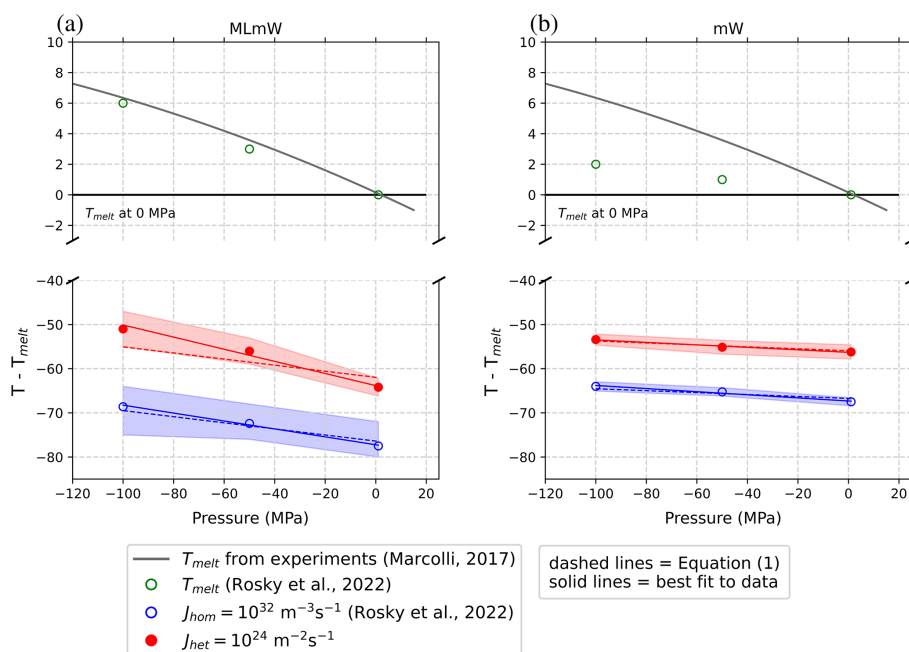 (a)
MLmW
10
8
6
4
2
0
−2
T_melt at 0 MPa
−40
−50
−60
−70
−80
T - T_melt
−120 −100 −80 −60 −40 −20 0 20
Pressure (MPa)
(b)
mW
10
8
6
4
2
0
−2
T_melt at 0 MPa
−40
−50
−60
−70
−80
T - T_melt
−120 −100 −80 −60 −40 −20 0 20
Pressure (MPa)
T_melt from experiments (Marcolli, 2017)
T_melt (Rosky et al., 2022)
J_hom = 10^32 m^−3s^−1 (Rosky et al., 2022)
J_het = 10^24 m^−2s^−1
dashed lines = Equation (1)
solid lines = best fit to data